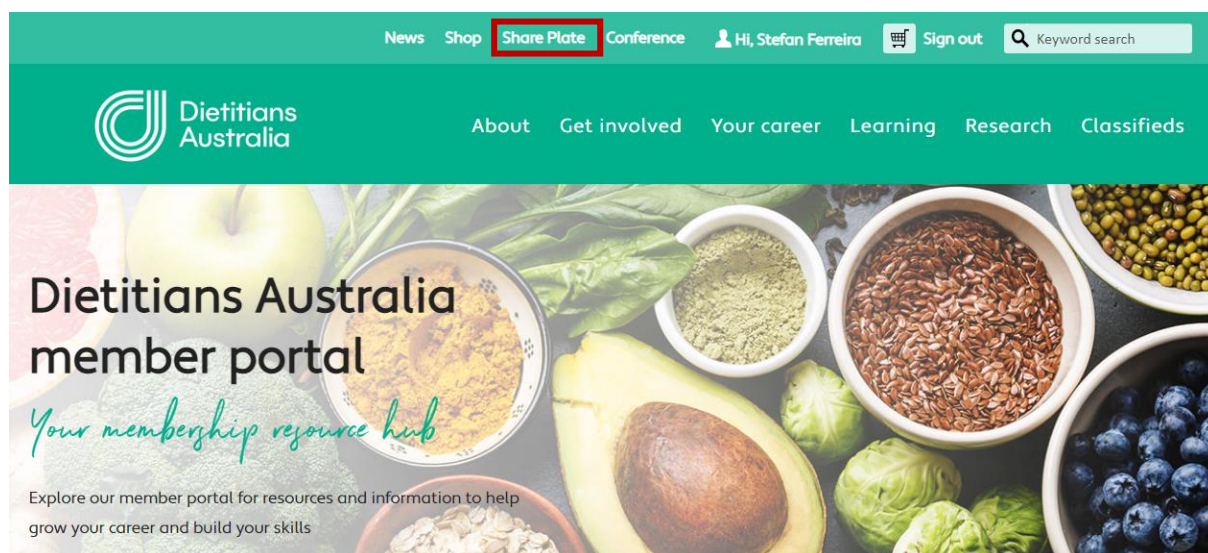 News Shop Share Plate Conference Hi, Stefan Ferreira Sign out Keyword search
Dietitians
Australia
About Get involved Your career Learning Research Classifieds
Dietitians Australia
member portal
Your membership resource hub
Explore our member portal for resources and information to help
grow your career and build your skills